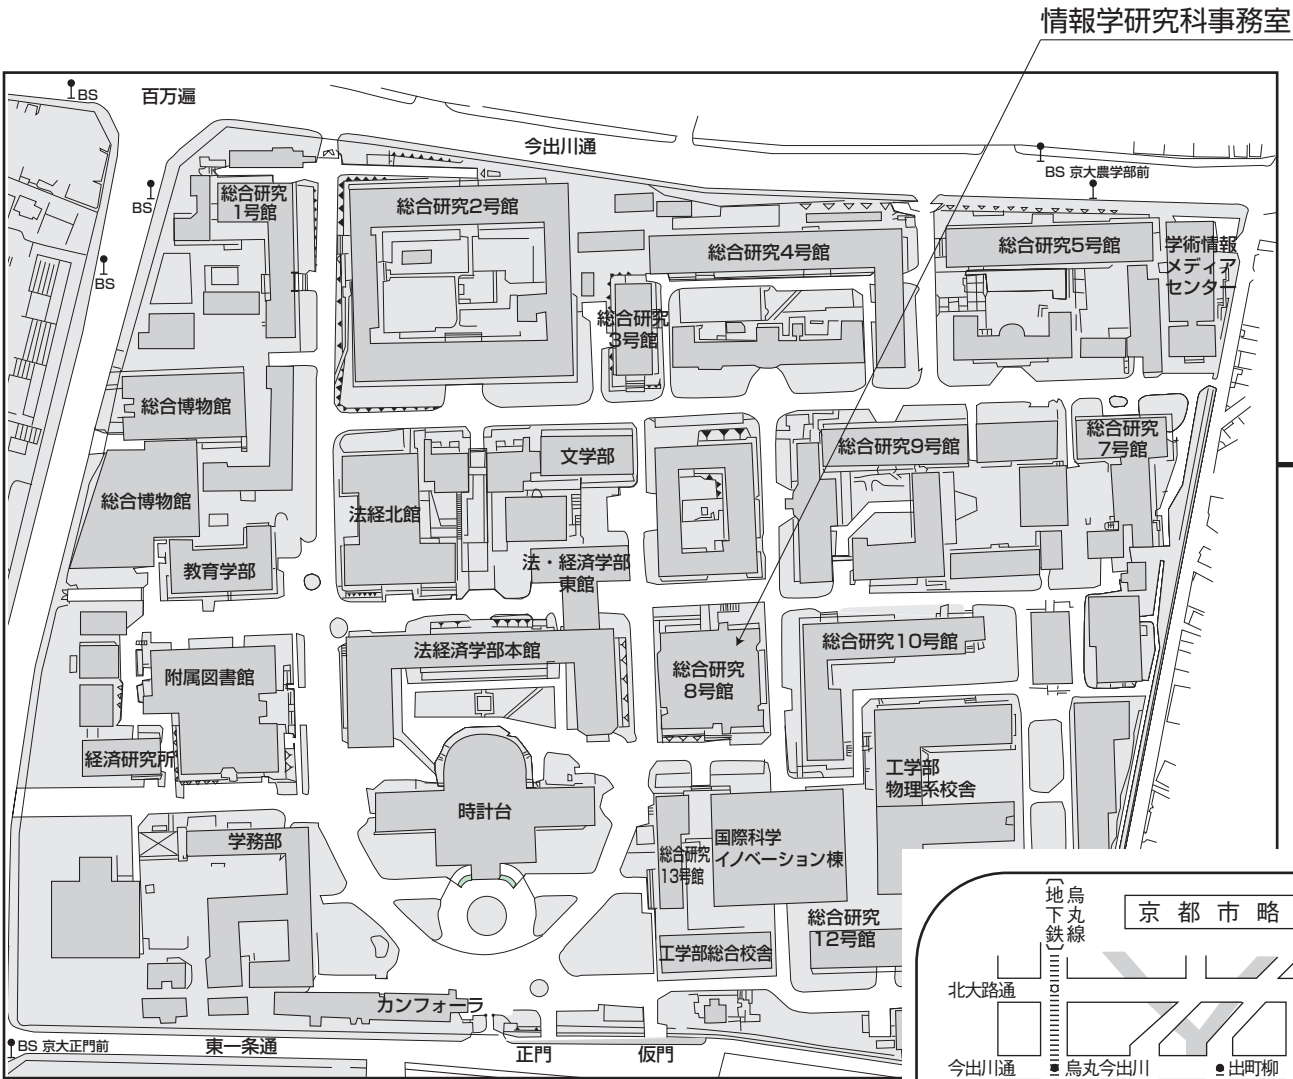 情報学研究科事務室
BS
百万遍
今出川通
BS 京大農学部前
BS
BS
総合研究
1号館
総合研究2号館
総合研究4号館
総合研究5号館
学術情報
メディア
センター
総合研究
3号館
総合博物館
文学部
総合研究9号館
総合研究
7号館
総合博物館
法経北館
教育学部
法・経済学部
東館
附属図書館
法経済学部本館
総合研究
8号館
総合研究10号館
経済研究所
時計台
工学部
物理系校舎
学務部
総合研究
13号館
国際科学
イノベーション棟
総合研究
12号館
工学部総合校舎
カンフォーラ
BS 京大正門前
東一条通
正門
仮門
京都市略
地下鉄
烏丸線
北大路通
今出川通
烏丸今出川
出町柳